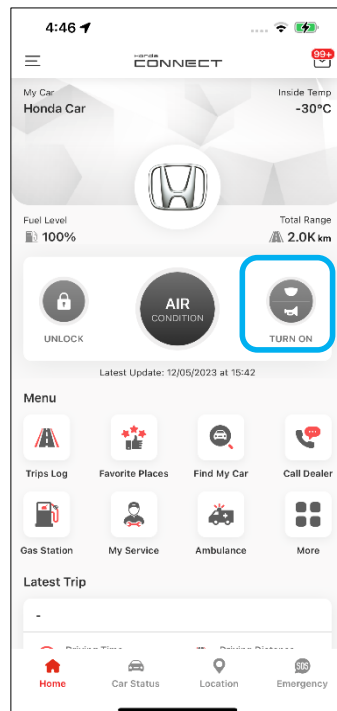 4:46
HONDA
CONNECT
99+
My Car
Inside Temp
Honda Car
-30°C
Fuel Level
Total Range
100%
2.0K km
AIR
CONDITION
UNLOCK
TURN ON
Latest Update: 12/05/2023 at 15:42
Menu
Trips Log
Favorite Places
Find My Car
Call Dealer
Gas Station
My Service
Ambulance
More
Latest Trip
-
SOS
Home
Car Status
Location
Emergency